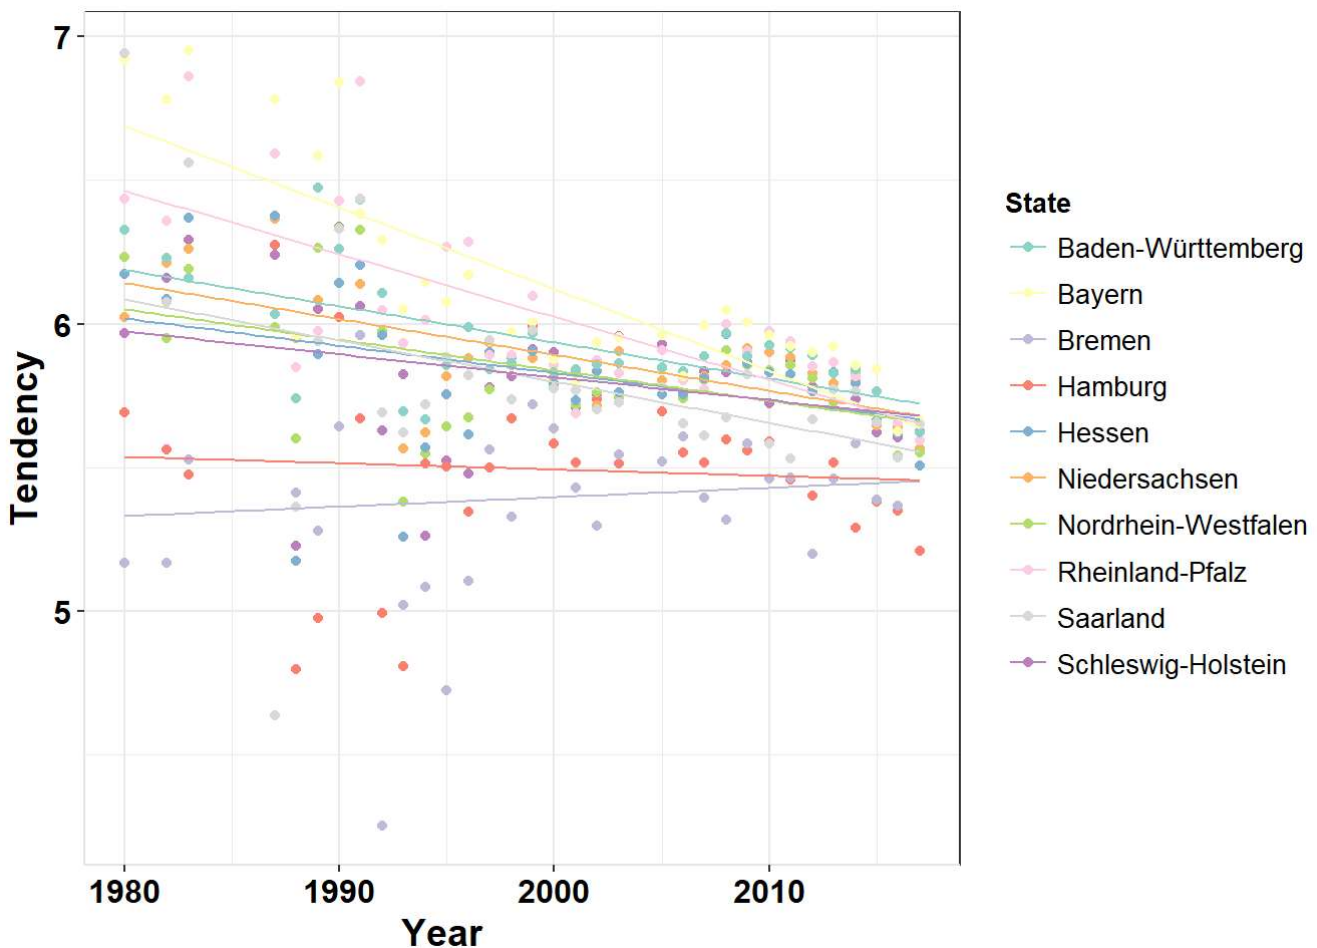 7
6
5
Tendency
1980
1990
2000
2010
Year
State
Baden-Württemberg
Bayern
Bremen
Hamburg
Hessen
Niedersachsen
Nordrhein-Westfalen
Rheinland-Pfalz
Saarland
Schleswig-Holstein